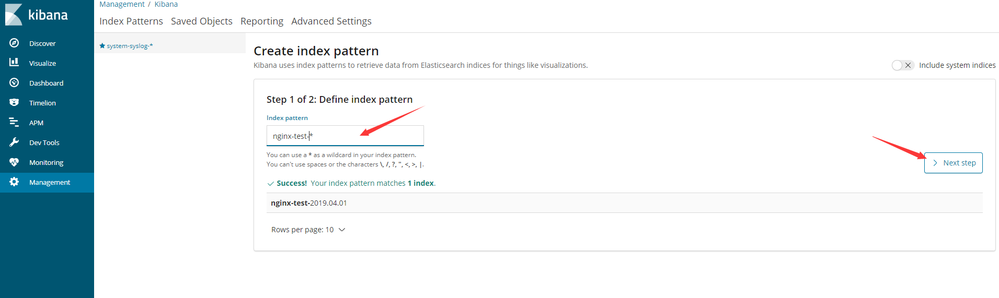 kibana
Discover
Visualize
Dashboard
Timelion
APM
Dev Tools
Monitoring
Management
Management / Kibana
Index Patterns Saved Objects Reporting Advanced Settings
system-syslog-*
Create index pattern
Kibana uses index patterns to retrieve data from Elasticsearch indices for things like visualizations.
Include system indices
Step 1 of 2: Define index pattern
Index pattern
nginx-test-*
You can use a * as a wildcard in your index pattern.
You can't use spaces or the characters \, /, ?, ", <, >, |.
Next step
Success! Your index pattern matches 1 index.
nginx-test-2019.04.01
Rows per page: 10